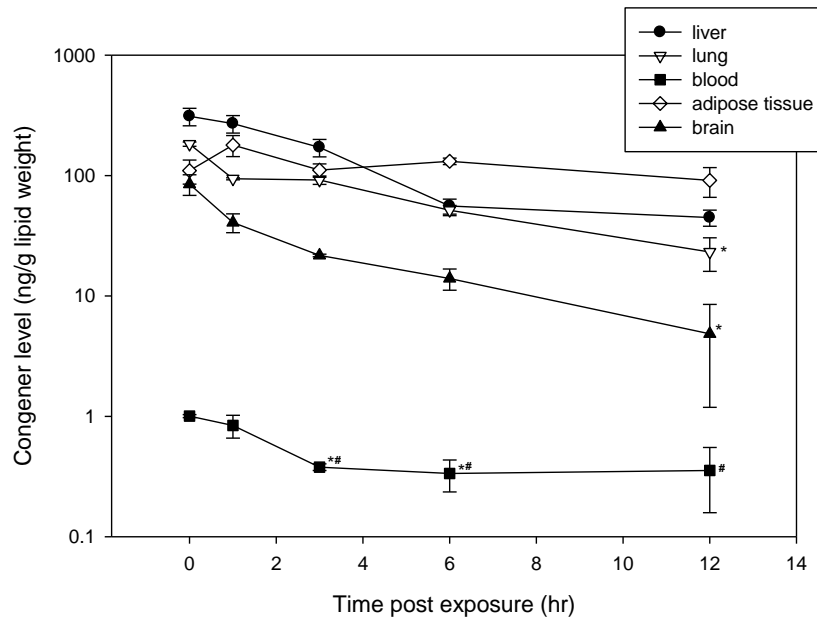 liver
lung
blood
adipose tissue
brain
Congener level (ng/g lipid weight)
1000
100
10
1
0.1
*
*
*#
*#
#
0 2 4 6 8 10 12 14
Time post exposure (hr)